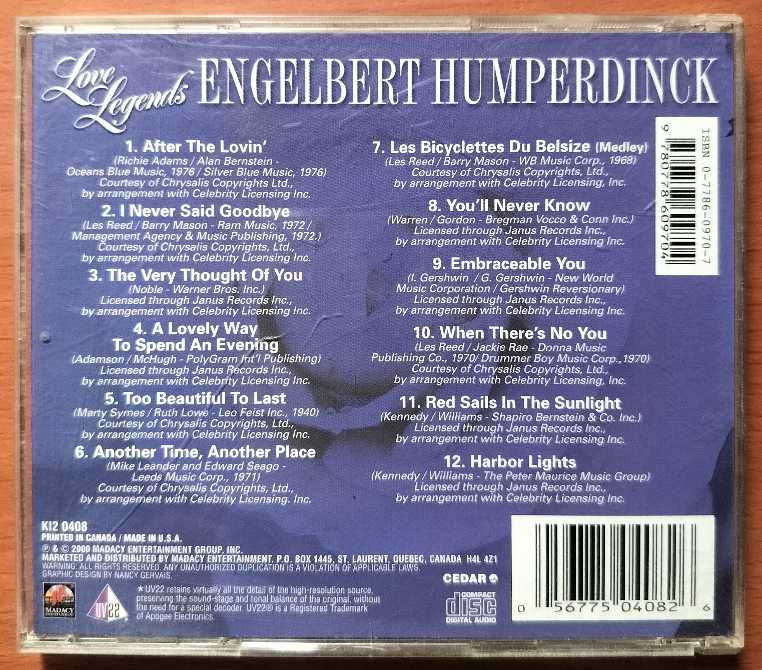 Love Legends ENGELBERT HUMPERDINCK
1. After The Lovin'
(Richie Adams / Alan Bernstein -
Oceans Blue Music, 1976 / Silver Blue Music, 1976)
Courtesy of Chrysalis Copyrights Ltd.,
by arrangement with Celebrity Licensing Inc.
2. I Never Said Goodbye
(Les Reed / Barry Mason - Ram Music, 1972 /
Management Agency & Music Publishing, 1972.)
Courtesy of Chrysalis Copyrights Ltd.,
by arrangement with Celebrity Licensing Inc.
3. The Very Thought Of You
(Noble - Warner Bros. Inc.)
Licensed through Janus Records Inc.,
by arrangement with Celebrity Licensing Inc.
4. A Lovely Way
To Spend An Evening
(Adamson / McHugh - PolyGram Int'l Publishing)
Licensed through Janus Records Inc.,
by arrangement with Celebrity Licensing Inc.
5. Too Beautiful To Last
(Marty Symes / Ruth Lowe - Leo Feist Inc., 1940)
Courtesy of Chrysalis Copyrights Ltd.,
by arrangement with Celebrity Licensing Inc.
6. Another Time, Another Place
(Mike Leander and Edward Seago -
Leeds Music Corp., 1971)
Courtesy of Chrysalis Copyrights Ltd.,
by arrangement with Celebrity Licensing Inc.
7. Les Bicyclettes Du Belsize (Medley)
(Les Reed / Barry Mason - WB Music Corp., 1968)
Courtesy of Chrysalis Copyrights Ltd.,
by arrangement with Celebrity Licensing, Inc
8. You'll Never Know
(Warren / Gordon - Bregman Vocco & Conn Inc.)
Licensed through Janus Records Inc.,
by arrangement with Celebrity Licensing Inc.
9. Embraceable You
(I. Gershwin / G. Gershwin - New World
Music Corporation / Gershwin Reversionary)
Licensed through Janus Records Inc.,
by arrangement with Celebrity Licensing Inc.
10. When There's No You
(Les Reed / Jackie Rae - Donna Music
Publishing Co., 1970/ Drummer Boy Music Corp.,1970)
Courtesy of Chrysalis Copyrights Ltd.,
by arrangement with Celebrity Licensing Inc.
11. Red Sails In The Sunlight
(Kennedy / Williams - Shapiro Bernstein & Co. Inc.)
Licensed through Janus Records Inc.,
by arrangement with Celebrity Licensing Inc.
12. Harbor Lights
(Kennedy / Williams - The Peter Maurice Music Group)
Licensed through Janus Records Inc.,
by arrangement with Celebrity Licensing Inc.
ISBN 0-7786-0970-7
9 780778 609704
KI2 0408
PRINTED IN CANADA / MADE IN U.S.A.
℗ & © 2000 MADACY ENTERTAINMENT GROUP, INC.
MARKETED AND DISTRIBUTED BY MADACY ENTERTAINMENT, P.O. BOX 1445, ST. LAURENT, QUEBEC, CANADA H4L 4Z1
WARNING: ALL RIGHTS RESERVED. ANY UNAUTHORIZED DUPLICATION IS A VIOLATION OF APPLICABLE LAWS.
GRAPHIC DESIGN BY NANCY GERVAIS.
CEDAR
MADACY
UV22
* UV22 retains virtually all the detail of the high-resolution source,
preserving the sound-stage and tonal balance of the original, without
the need for a special decoder. UV22® is a Registered Trademark
of Apogee Electronics.
COMPACT
disc
DIGITAL AUDIO
0 56775 04082 6